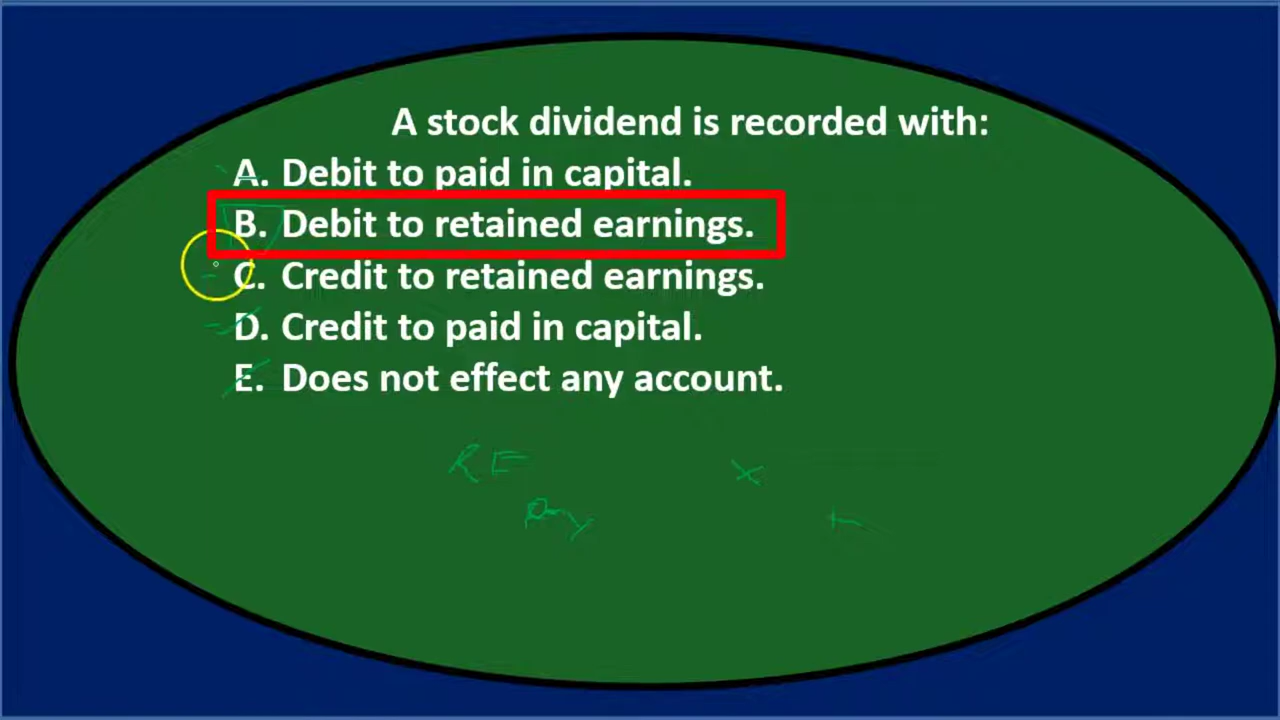 A stock dividend is recorded with:
A. Debit to paid in capital.
B. Debit to retained earnings.
C. Credit to retained earnings.
D. Credit to paid in capital.
E. Does not effect any account.
RE